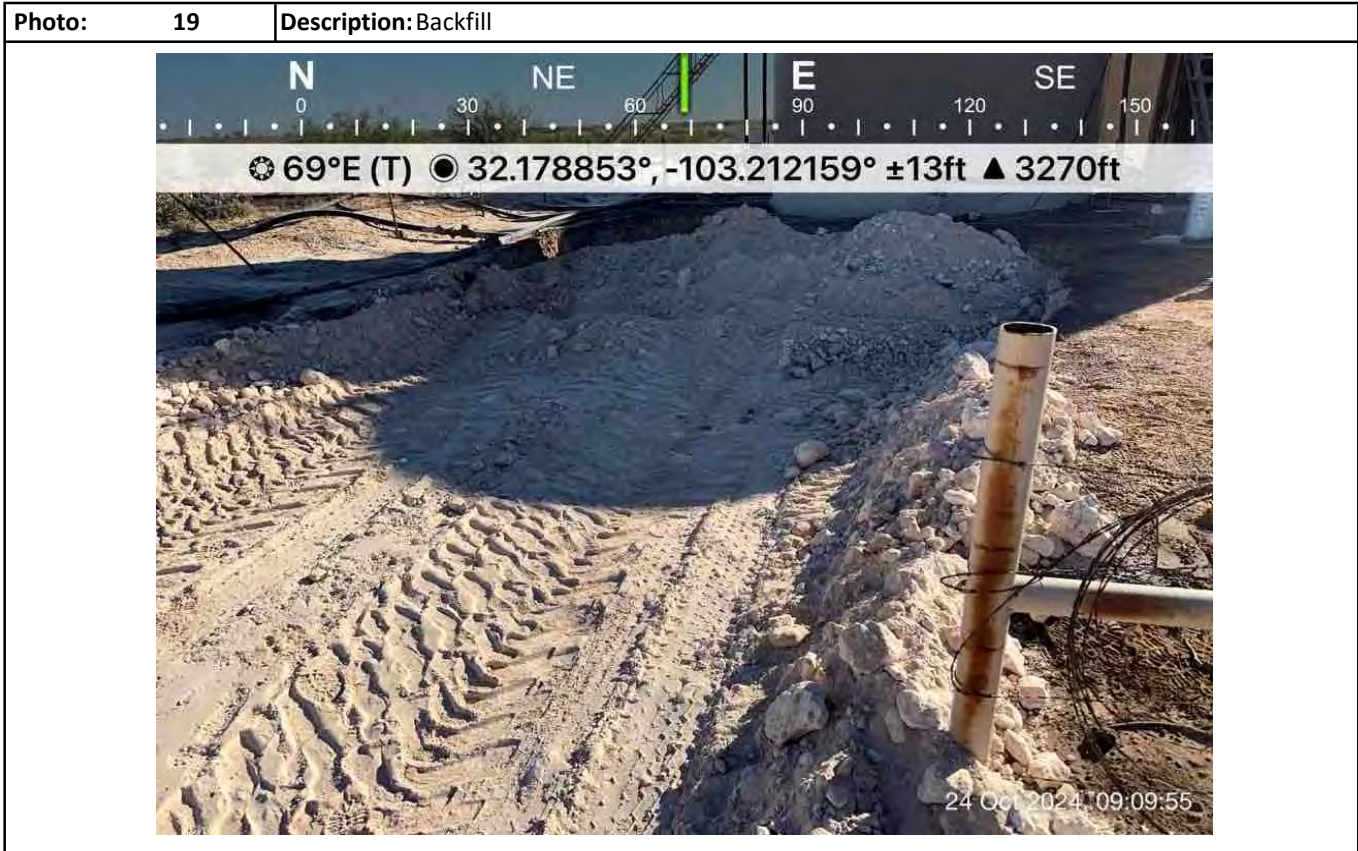 Photo: 19 Description: Backfill
N NE E SE
0 30 60 90 120 150
69°E (T) 32.178853°, -103.212159° ±13ft ▲ 3270ft
24 Oct 2024, 09:09:55